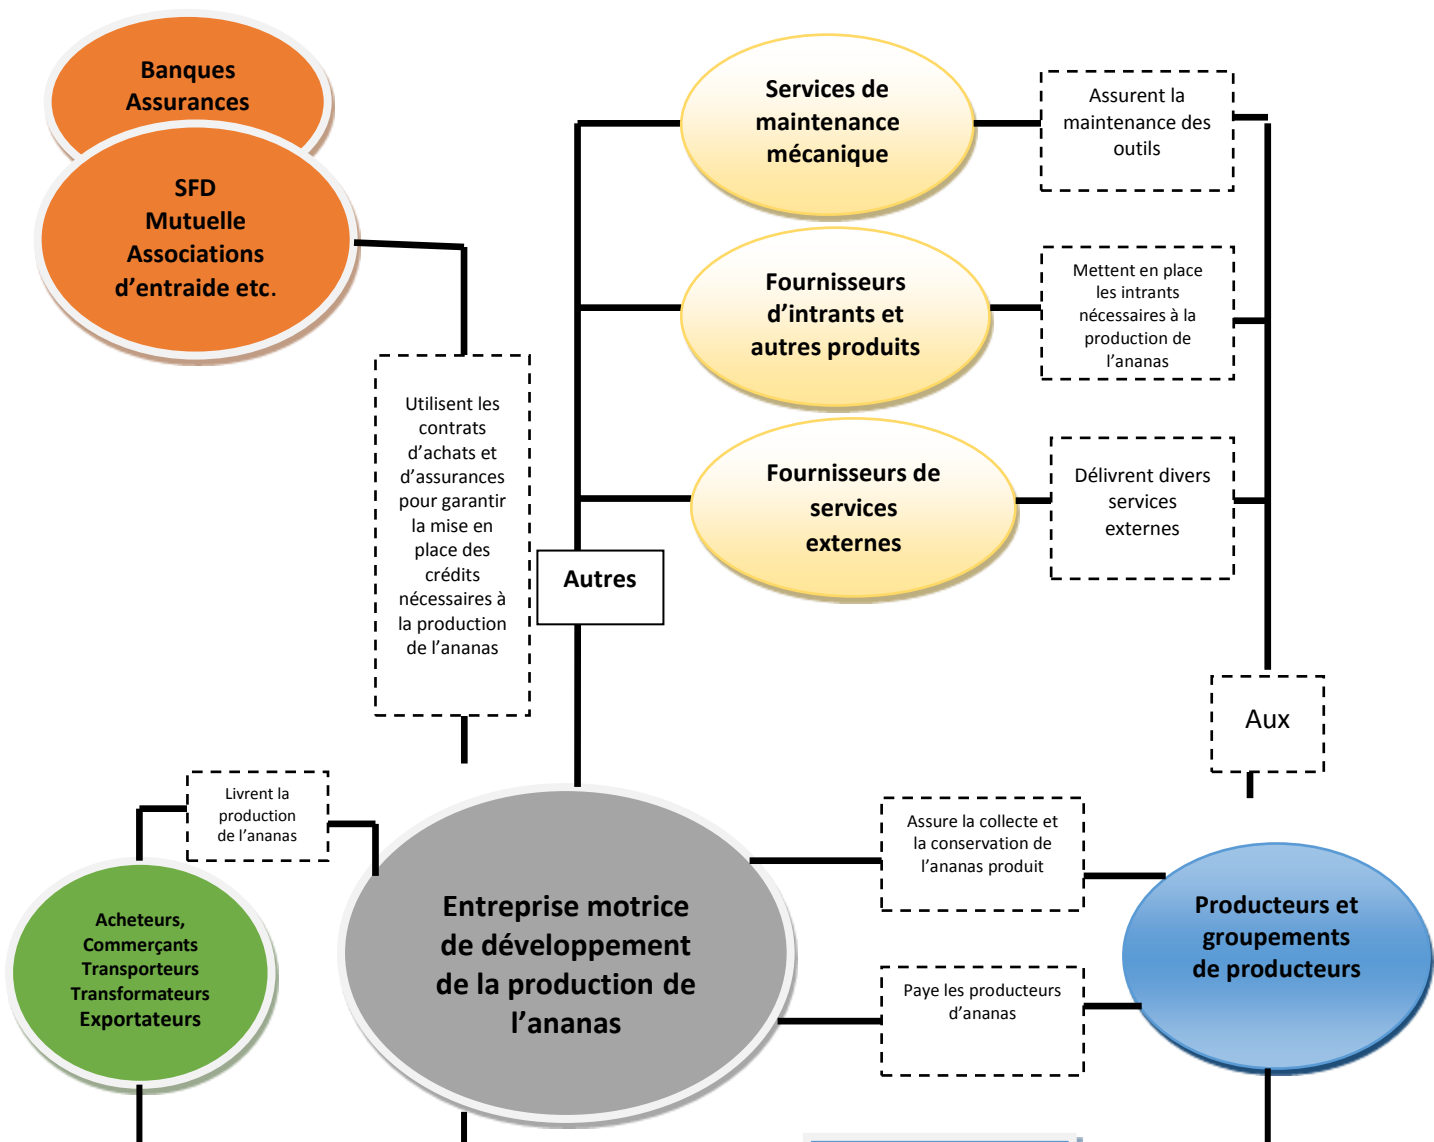 Banques
Assurances
SFD
Mutuelle
Associations
d’entraide etc.
Services de
maintenance
mécanique
Assurent la
maintenance des
outils
Fournisseurs
d’intrants et
autres produits
Mettent en place
les intrants
nécessaires à la
production de
l’ananas
Utilisent les
contrats
d’achats et
d’assurances
pour garantir
la mise en
place des
crédits
nécessaires à
la production
de l’ananas
Fournisseurs de
services
externes
Délivrent divers
services
externes
Autres
Aux
Livrent la
production
de l’ananas
Assure la collecte et
la conservation de
l’ananas produit
Acheteurs,
Commerçants
Transporteurs
Transformateurs
Exportateurs
Entreprise motrice
de développement
de la production de
l’ananas
Producteurs et
groupements
de producteurs
Paye les producteurs
d’ananas